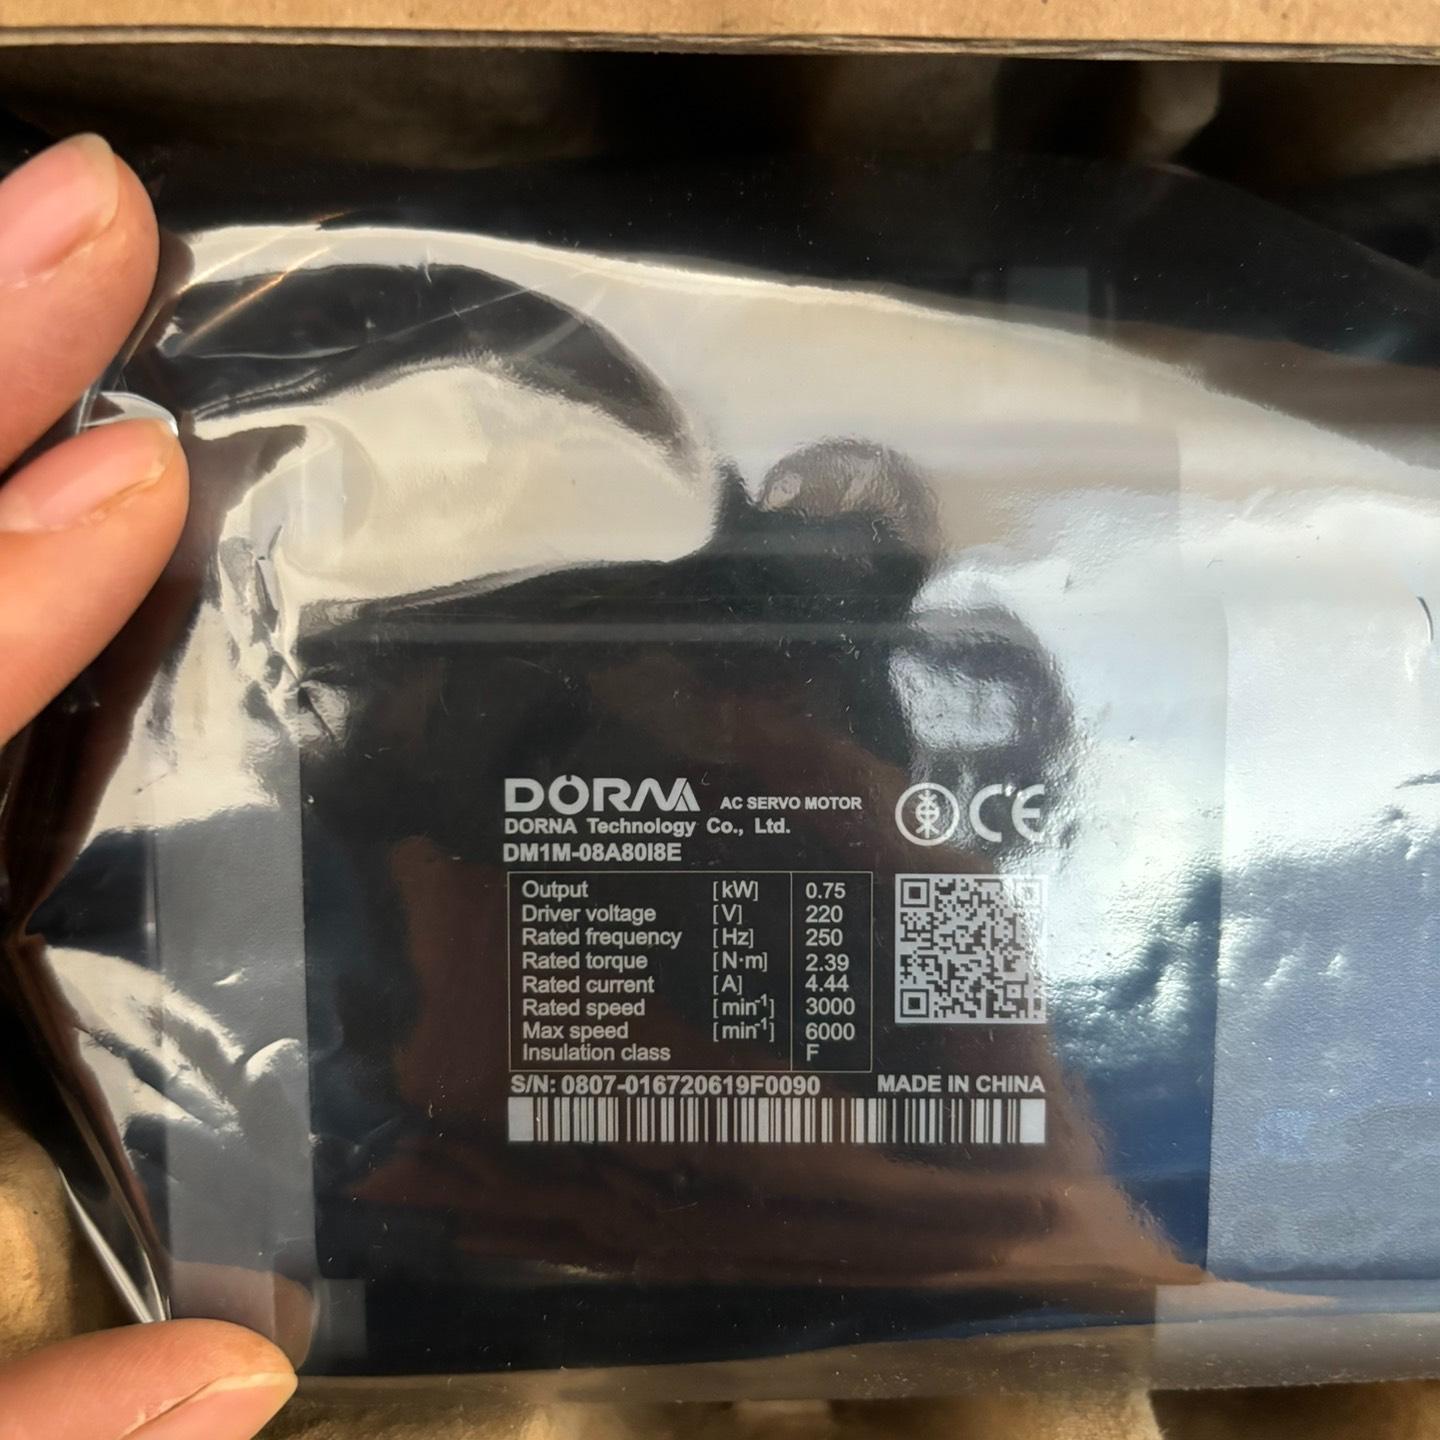 DORNA AC SERVO MOTOR
DORNA Technology Co., Ltd.
DM1M-08A80I8E
CE
Output [kW] 0.75
Driver voltage [V] 220
Rated frequency [Hz] 250
Rated torque [N·m] 2.39
Rated current [A] 4.44
Rated speed [min⁻¹] 3000
Max speed [min⁻¹] 6000
Insulation class F
S/N: 0807-016720619F0090 MADE IN CHINA